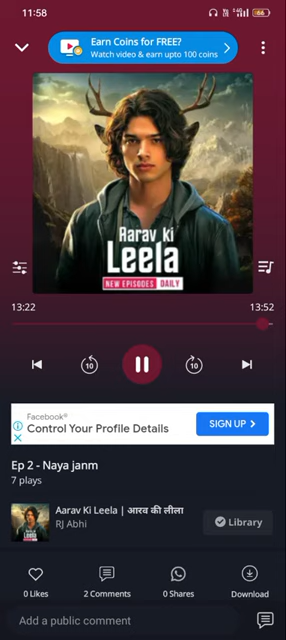 11:58
66
Earn Coins for FREE?
Watch video & earn upto 100 coins
Aarav Ki
Leela
NEW EPISODES DAILY
13:22 13:52
10 10
Facebook®
Control Your Profile Details
SIGN UP
Ep 2 - Naya janm
7 plays
Aarav Ki Leela | आरव की लीला
RJ Abhi
Library
0 Likes 2 Comments 0 Shares Download
Add a public comment